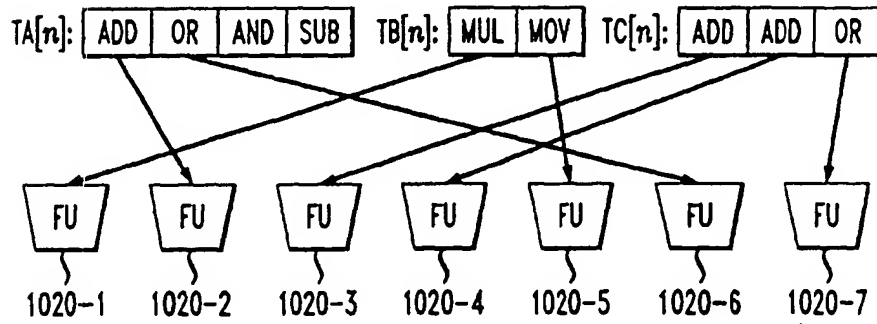 TA[n]: ADD OR AND SUB TB[n]: MUL MOV TC[n]: ADD ADD OR
FU FU FU FU FU FU FU
1020-1 1020-2 1020-3 1020-4 1020-5 1020-6 1020-7